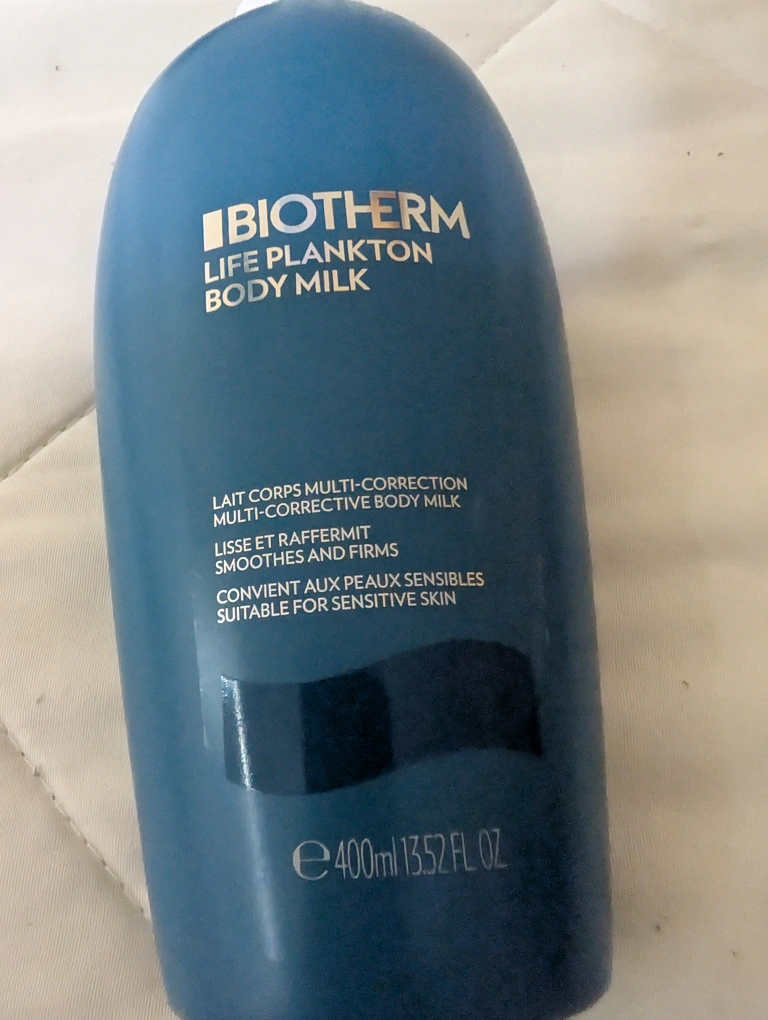 BIOTHERM
LIFE PLANKTON
BODY MILK
LAIT CORPS MULTI-CORRECTION
MULTI-CORRECTIVE BODY MILK
LISSE ET RAFFERMIT
SMOOTHES AND FIRMS
CONVIENT AUX PEAUX SENSIBLES
SUITABLE FOR SENSITIVE SKIN
℮ 400ml 13.52 FL OZ